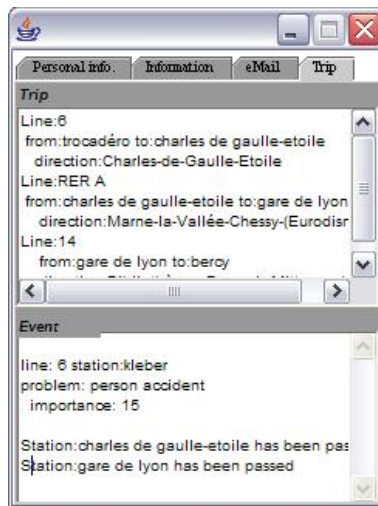 Personal info. Information eMail Trip
Trip
Line:6
from:trocadéro to:charles de gaulle-etoile
direction:Charles-de-Gaulle-Etoile
Line:RER A
from:charles de gaulle-etoile to:gare de lyon
direction:Marne-la-Vallée-Chessy-(Eurodisr
Line:14
from:gare de lyon to:bercy
Event
line: 6 station:kleber
problem: person accident
importance: 15
Station:charles de gaulle-etoile has been pas
Station:gare de lyon has been passed